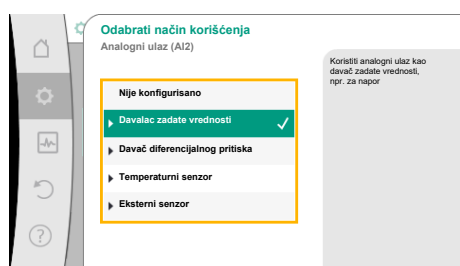 Odabrati način korišćenja
Analogni ulaz (AI2)
Nije konfigurisano
Davalac zadate vrednosti
Davač diferencijalnog pritiska
Temperaturni senzor
Eksterni senzor
Koristiti analogni ulaz kao
davač zadate vrednosti,
npr. za napor
?